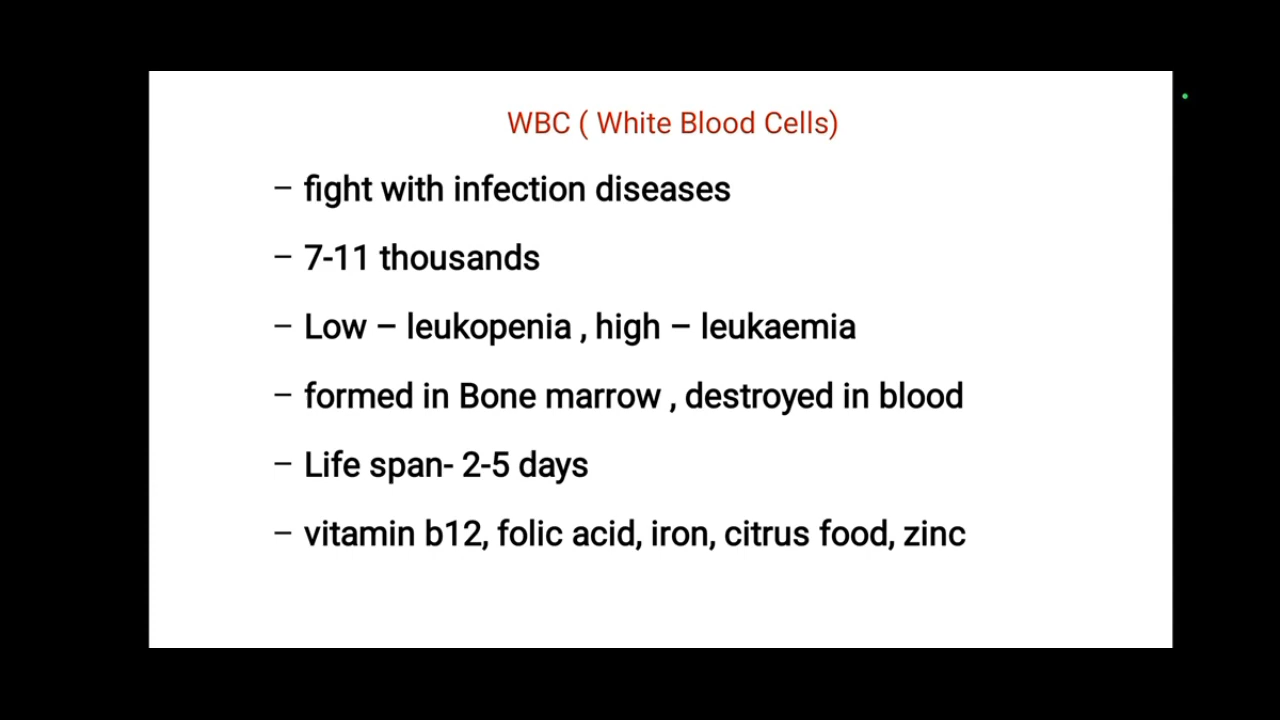 WBC ( White Blood Cells)
– fight with infection diseases
– 7-11 thousands
– Low – leukopenia , high – leukaemia
– formed in Bone marrow , destroyed in blood
– Life span- 2-5 days
– vitamin b12, folic acid, iron, citrus food, zinc